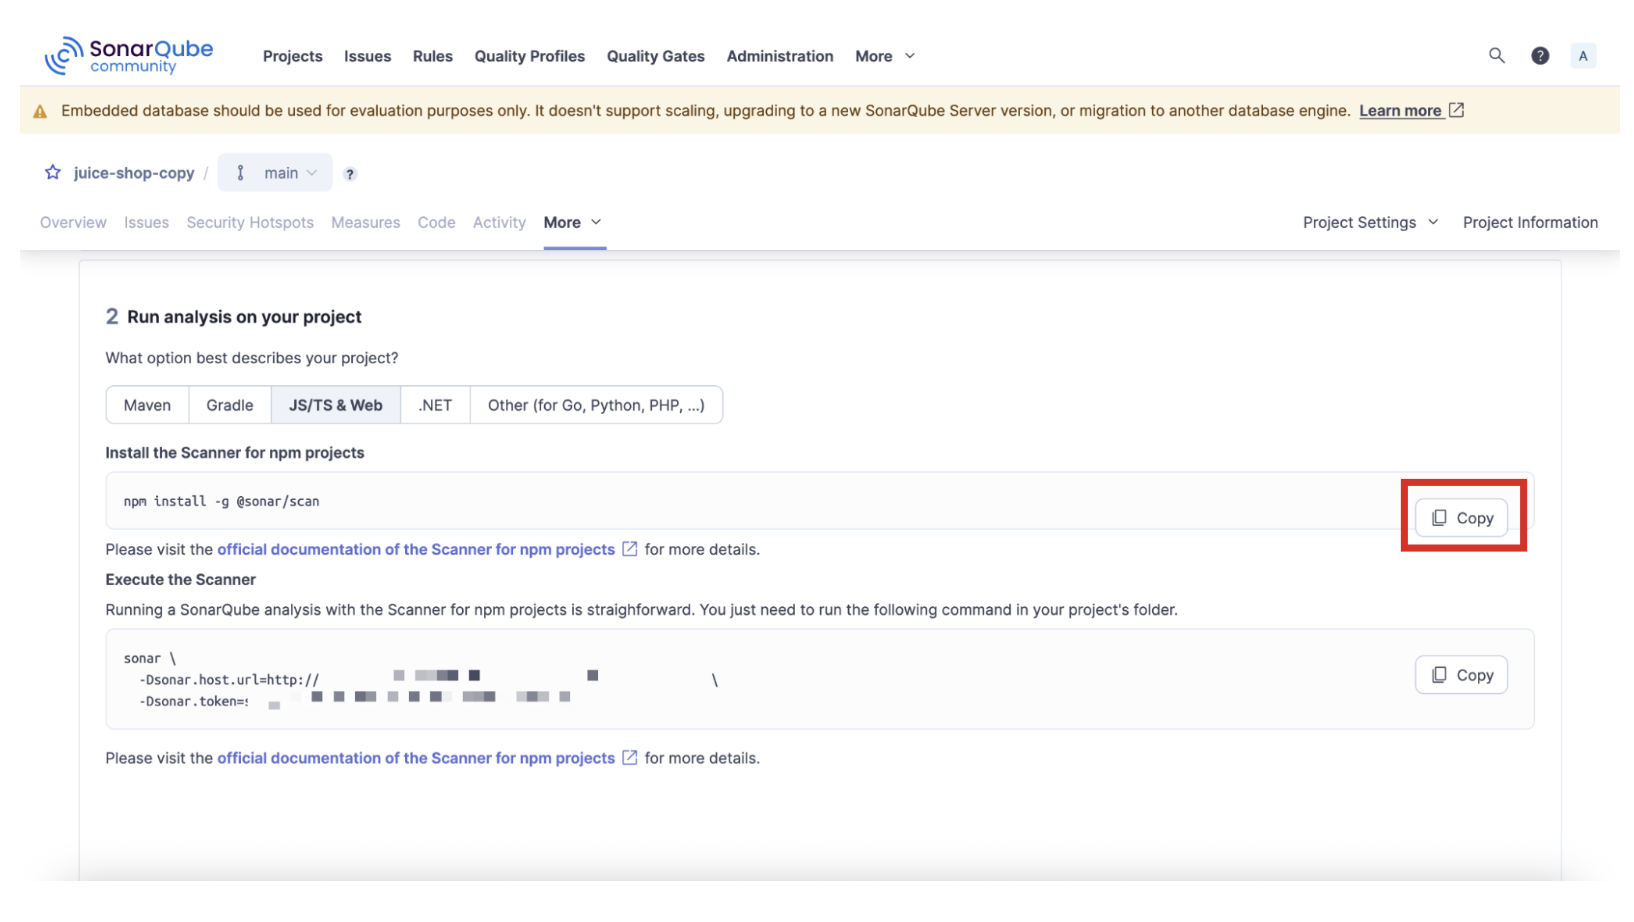 SonarQube community
Projects Issues Rules Quality Profiles Quality Gates Administration More ? A
Embedded database should be used for evaluation purposes only. It doesn't support scaling, upgrading to a new SonarQube Server version, or migration to another database engine. Learn more
juice-shop-copy / main ?
Overview Issues Security Hotspots Measures Code Activity More Project Settings Project Information
2 Run analysis on your project
What option best describes your project?
Maven Gradle JS/TS & Web .NET Other (for Go, Python, PHP, ...)
Install the Scanner for npm projects
npm install -g @sonar/scan
Copy
Please visit the official documentation of the Scanner for npm projects for more details.
Execute the Scanner
Running a SonarQube analysis with the Scanner for npm projects is straighforward. You just need to run the following command in your project's folder.
sonar \
-Dsonar.host.url=http:// \
-Dsonar.token=
Copy
Please visit the official documentation of the Scanner for npm projects for more details.